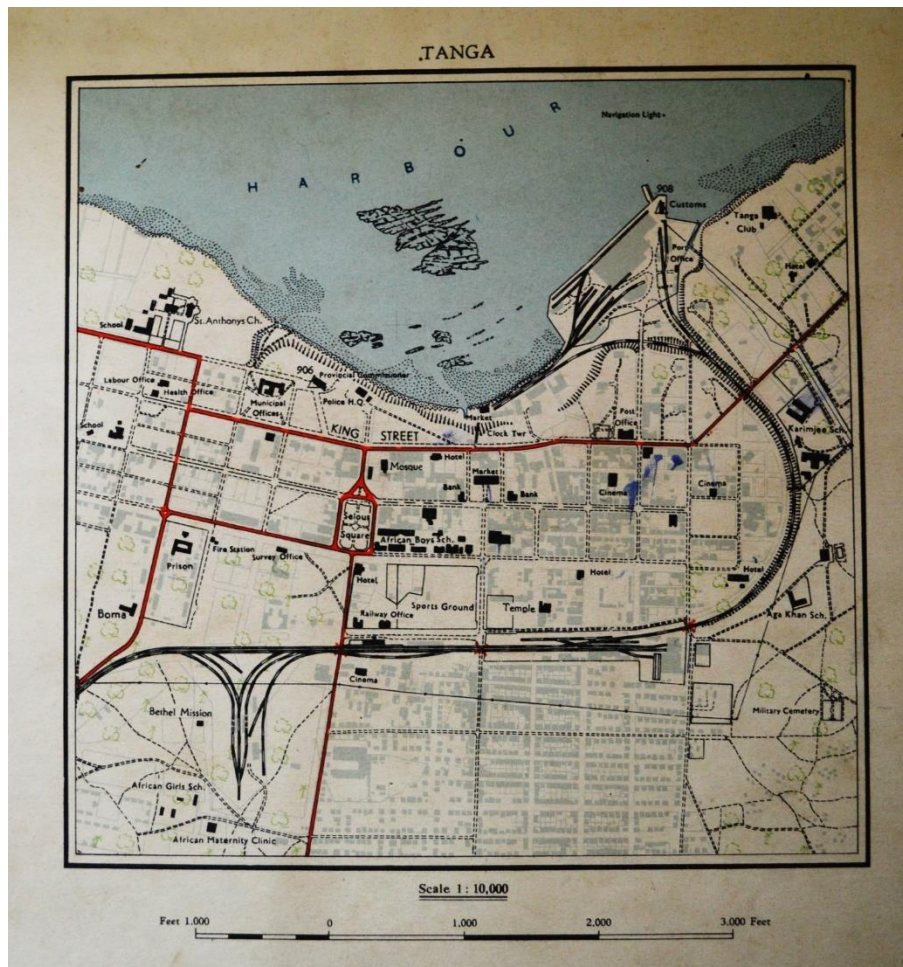 TANGA
Navigation Light
HARBOUR
908
Customs
Tanga
Club
Port
Office
Hotel
St. Anthonys Ch.
School
906
Provincial Commissioner
Labour Office
Health Office
Municipal
Offices
Police H.Q.
Market
Clock Twr
Post
Office
KING STREET
School
Karimjee Sch.
Mosque
Hotel
Market
Bank
Bank
Cinema
Cinema
Selous
Square
African Boys Sch.
Fire Station
Survey Office
Prison
Hotel
Hotel
Hotel
Boma
Sports Ground
Temple
Railway Office
Aga Khan Sch.
Cinema
Bethel Mission
Military Cemetery
African Girls Sch.
African Maternity Clinic
Scale 1 : 10,000
Feet 1.000 0 1,000 2,000 3.000 Feet